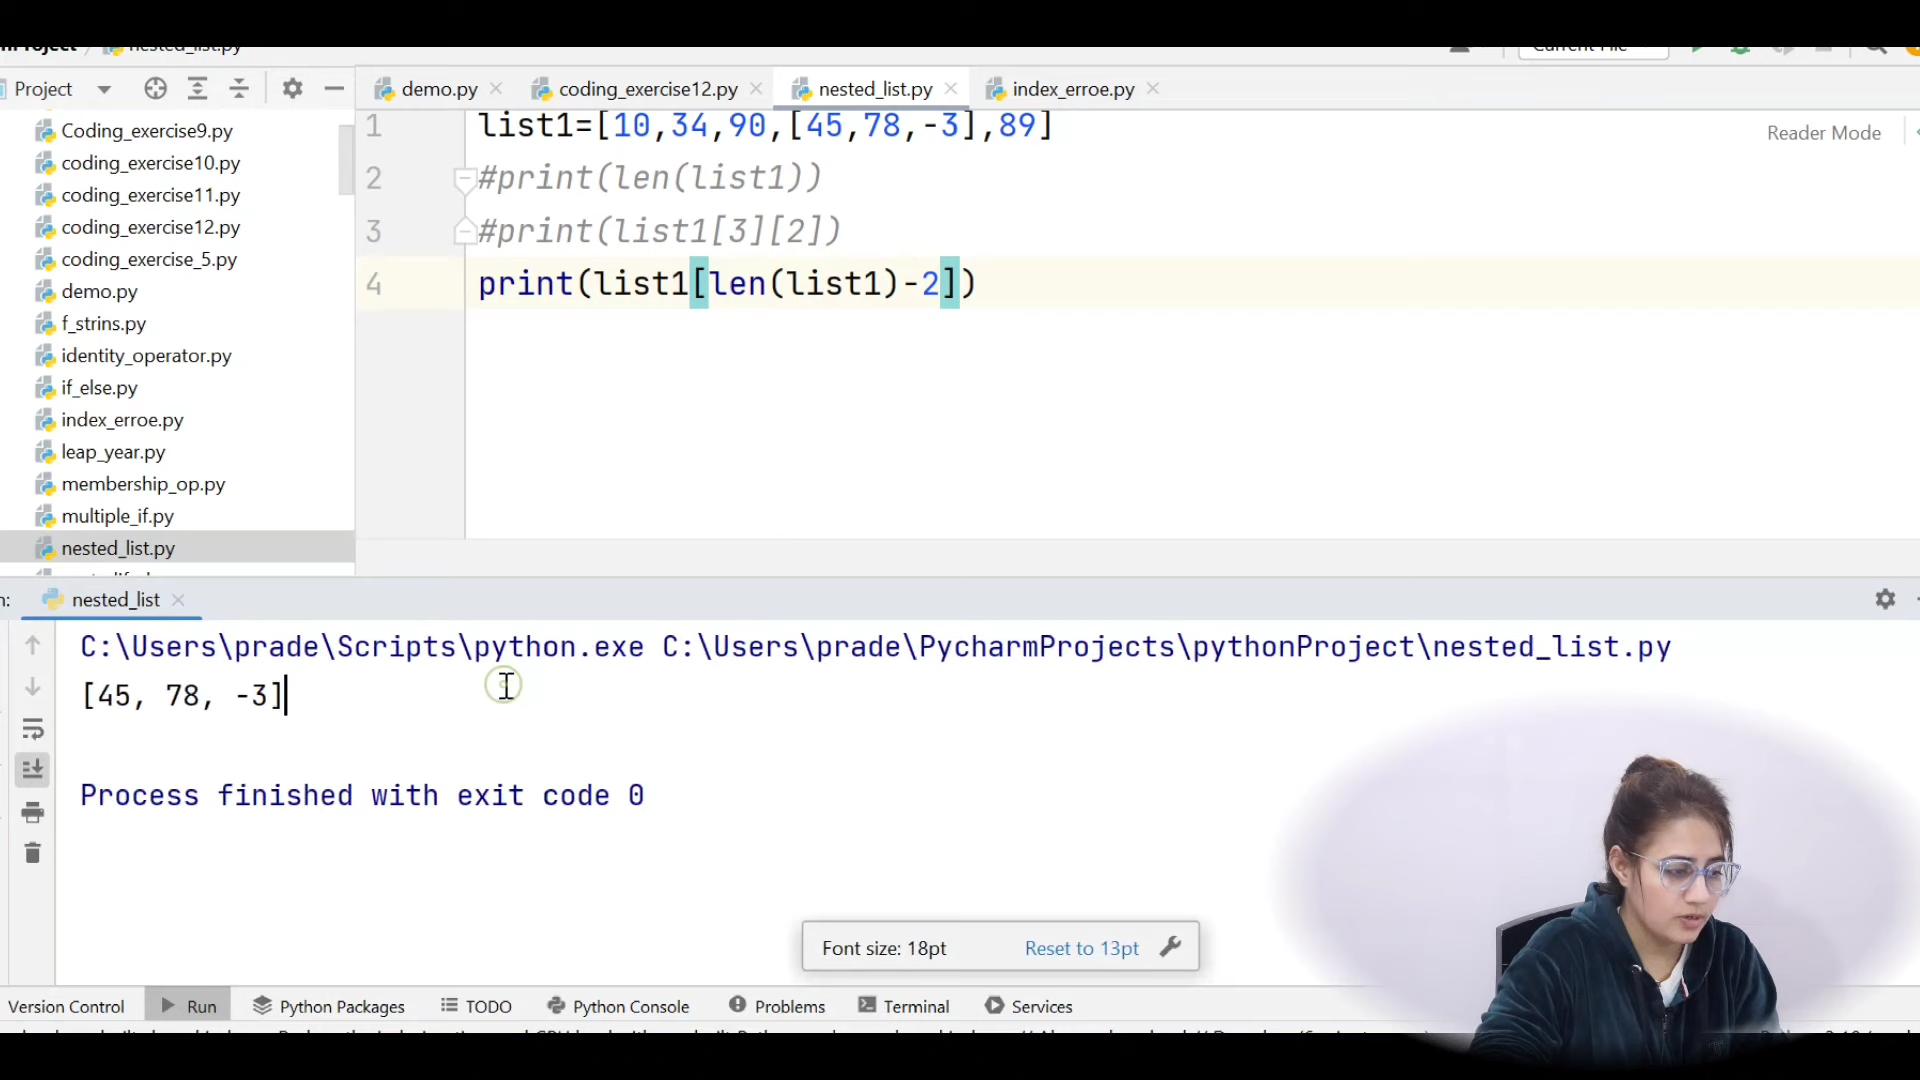 nested_list.py
Current File
Project
demo.py
coding_exercise12.py
nested_list.py
index_erroe.py
Reader Mode
Coding_exercise9.py
coding_exercise10.py
coding_exercise11.py
coding_exercise12.py
coding_exercise_5.py
demo.py
f_strins.py
identity_operator.py
if_else.py
index_erroe.py
leap_year.py
membership_op.py
multiple_if.py
nested_list.py
1 list1=[10,34,90,[45,78,-3],89]
2 #print(len(list1))
3 #print(list1[3][2])
4 print(list1[len(list1)-2])
nested_list
C:\Users\prade\Scripts\python.exe C:\Users\prade\PycharmProjects\pythonProject\nested_list.py
[45, 78, -3]
Process finished with exit code 0
Font size: 18pt Reset to 13pt
Version Control Run Python Packages TODO Python Console Problems Terminal Services